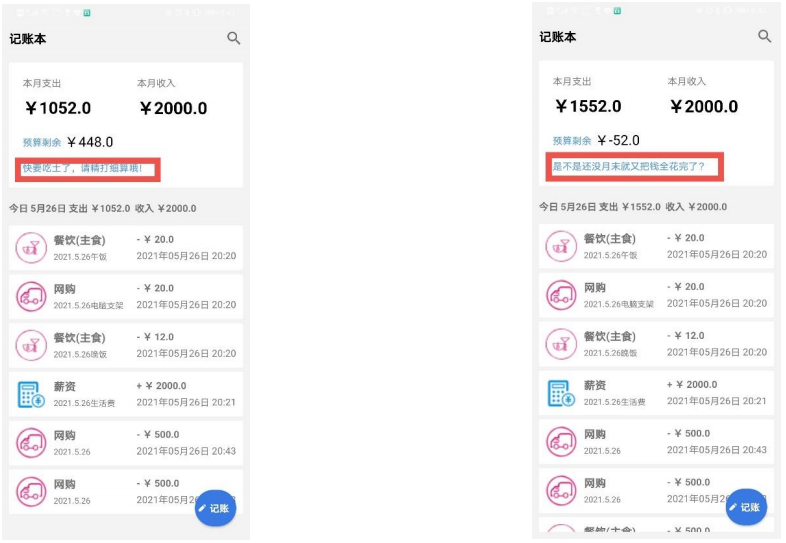 记账本
本月支出 本月收入
￥1052.0 ￥2000.0
预算剩余 ￥448.0
快要吃土了，请精打细算哦!
今日 5月26日 支出 ￥1052.0 收入 ￥2000.0
餐饮(主食) - ￥ 20.0
2021.5.26午饭 2021年05月26日 20:20
网购 - ￥ 20.0
2021.5.26电脑支架 2021年05月26日 20:20
餐饮(主食) - ￥ 12.0
2021.5.26晚饭 2021年05月26日 20:20
薪资 + ￥ 2000.0
2021.5.26生活费 2021年05月26日 20:21
网购 - ￥ 500.0
2021.5.26 2021年05月26日 20:43
网购 - ￥ 500.0
2021.5.26 2021年05月2
记账
记账本
本月支出 本月收入
￥1552.0 ￥2000.0
预算剩余 ￥-52.0
是不是还没月末就又把钱全花完了？
今日 5月26日 支出 ￥1552.0 收入 ￥2000.0
餐饮(主食) - ￥ 20.0
2021.5.26午饭 2021年05月26日 20:20
网购 - ￥ 20.0
2021.5.26电脑支架 2021年05月26日 20:20
餐饮(主食) - ￥ 12.0
2021.5.26晚饭 2021年05月26日 20:20
薪资 + ￥ 2000.0
2021.5.26生活费 2021年05月26日 20:21
网购 - ￥ 500.0
2021.5.26 2021年05月26日 20:43
网购 - ￥ 500.0
2021.5.26 2021年05月2
记账
餐饮(主食) - ￥ 500.0